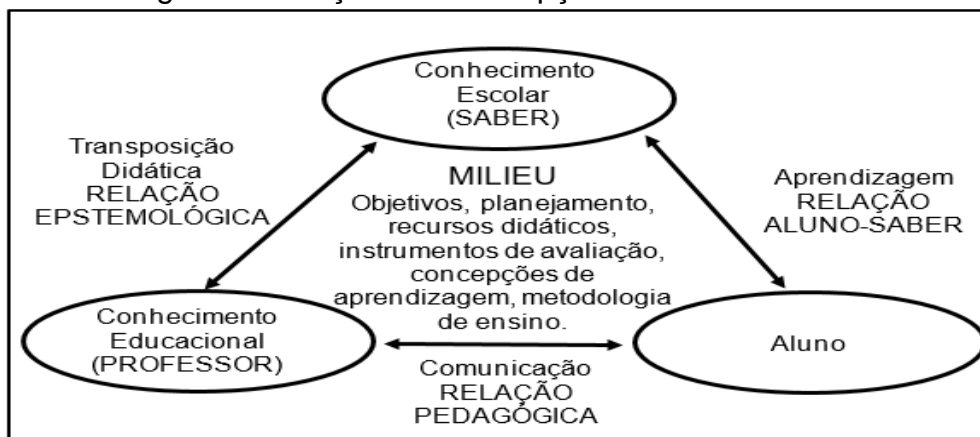 Conhecimento
Escolar
(SABER)
Transposição
Didática
RELAÇÃO
EPSTEMOLÓGICA
MILIEU
Objetivos, planejamento,
recursos didáticos,
instrumentos de avaliação,
concepções de
aprendizagem, metodologia
de ensino.
Aprendizagem
RELAÇÃO
ALUNO-SABER
Conhecimento
Educacional
(PROFESSOR)
Comunicação
RELAÇÃO
PEDAGÓGICA
Aluno